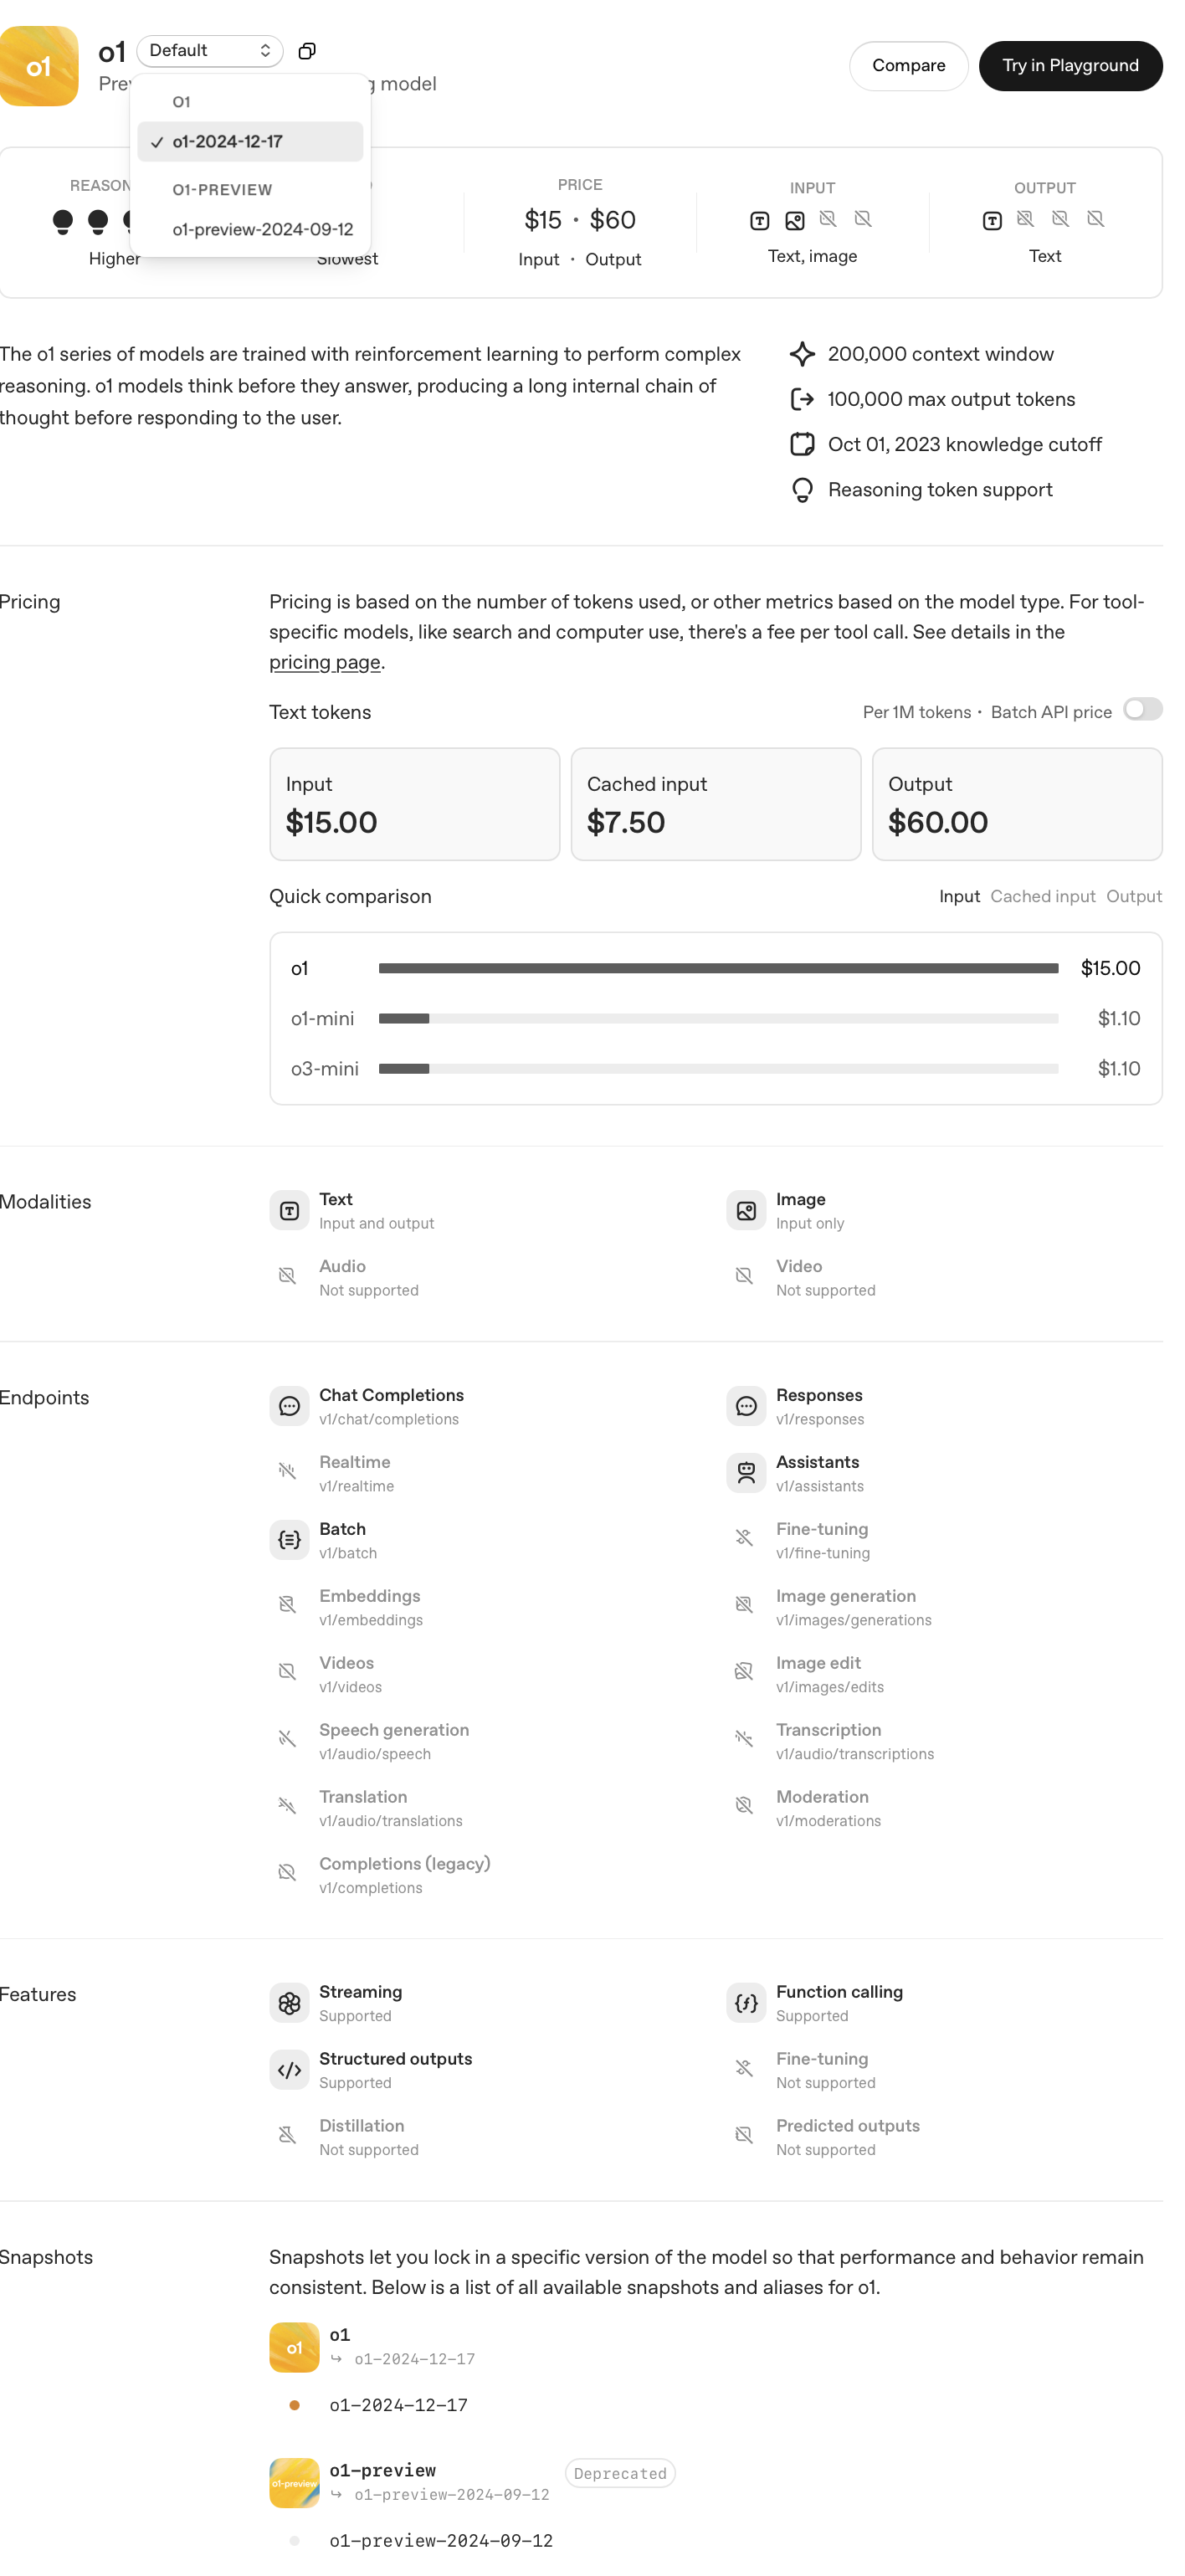 o1
o1 Default
Compare
Try in Playground
model
O1
o1-2024-12-17
O1-PREVIEW
o1-preview-2024-09-12
Higher
Slowest
PRICE
$15 • $60
Input • Output
INPUT
Text, image
OUTPUT
Text
The o1 series of models are trained with reinforcement learning to perform complex
reasoning. o1 models think before they answer, producing a long internal chain of
thought before responding to the user.
200,000 context window
100,000 max output tokens
Oct 01, 2023 knowledge cutoff
Reasoning token support
Pricing
Pricing is based on the number of tokens used, or other metrics based on the model type. For tool-
specific models, like search and computer use, there's a fee per tool call. See details in the
pricing page.
Text tokens
Per 1M tokens • Batch API price
Input
$15.00
Cached input
$7.50
Output
$60.00
Quick comparison
Input Cached input Output
o1 $15.00
o1-mini $1.10
o3-mini $1.10
Modalities
Text
Input and output
Image
Input only
Audio
Not supported
Video
Not supported
Endpoints
Chat Completions
v1/chat/completions
Responses
v1/responses
Realtime
v1/realtime
Assistants
v1/assistants
Batch
v1/batch
Fine-tuning
v1/fine-tuning
Embeddings
v1/embeddings
Image generation
v1/images/generations
Videos
v1/videos
Image edit
v1/images/edits
Speech generation
v1/audio/speech
Transcription
v1/audio/transcriptions
Translation
v1/audio/translations
Moderation
v1/moderations
Completions (legacy)
v1/completions
Features
Streaming
Supported
Function calling
Supported
Structured outputs
Supported
Fine-tuning
Not supported
Distillation
Not supported
Predicted outputs
Not supported
Snapshots
Snapshots let you lock in a specific version of the model so that performance and behavior remain
consistent. Below is a list of all available snapshots and aliases for o1.
o1
o1
↪ o1-2024-12-17
o1-2024-12-17
o1-preview
o1-preview
Deprecated
↪ o1-preview-2024-09-12
o1-preview-2024-09-12